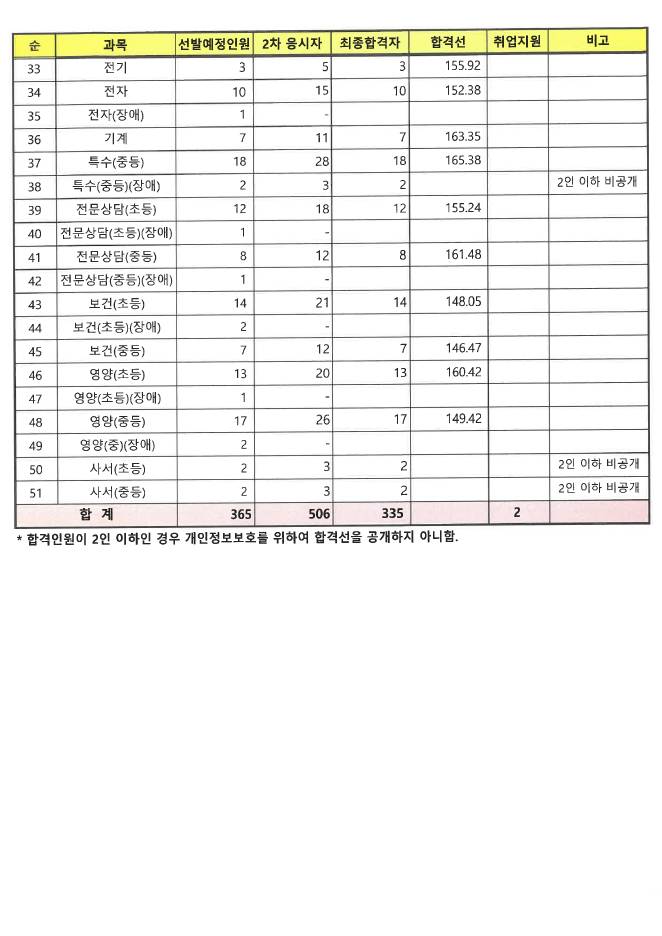 순 과목 선발예정인원 2차 응시자 최종합격자 합격선 취업지원 비고
33 전기 3 5 3 155.92
34 전자 10 15 10 152.38
35 전자(장애) 1 -
36 기계 7 11 7 163.35
37 특수(중등) 18 28 18 165.38
38 특수(중등)(장애) 2 3 2 2인 이하 비공개
39 전문상담(초등) 12 18 12 155.24
40 전문상담(초등)(장애) 1 -
41 전문상담(중등) 8 12 8 161.48
42 전문상담(중등)(장애) 1 -
43 보건(초등) 14 21 14 148.05
44 보건(초등)(장애) 2 -
45 보건(중등) 7 12 7 146.47
46 영양(초등) 13 20 13 160.42
47 영양(초등)(장애) 1 -
48 영양(중등) 17 26 17 149.42
49 영양(중)(장애) 2 -
50 사서(초등) 2 3 2 2인 이하 비공개
51 사서(중등) 2 3 2 2인 이하 비공개
합 계 365 506 335 2
* 합격인원이 2인 이하인 경우 개인정보보호를 위하여 합격선을 공개하지 아니함.